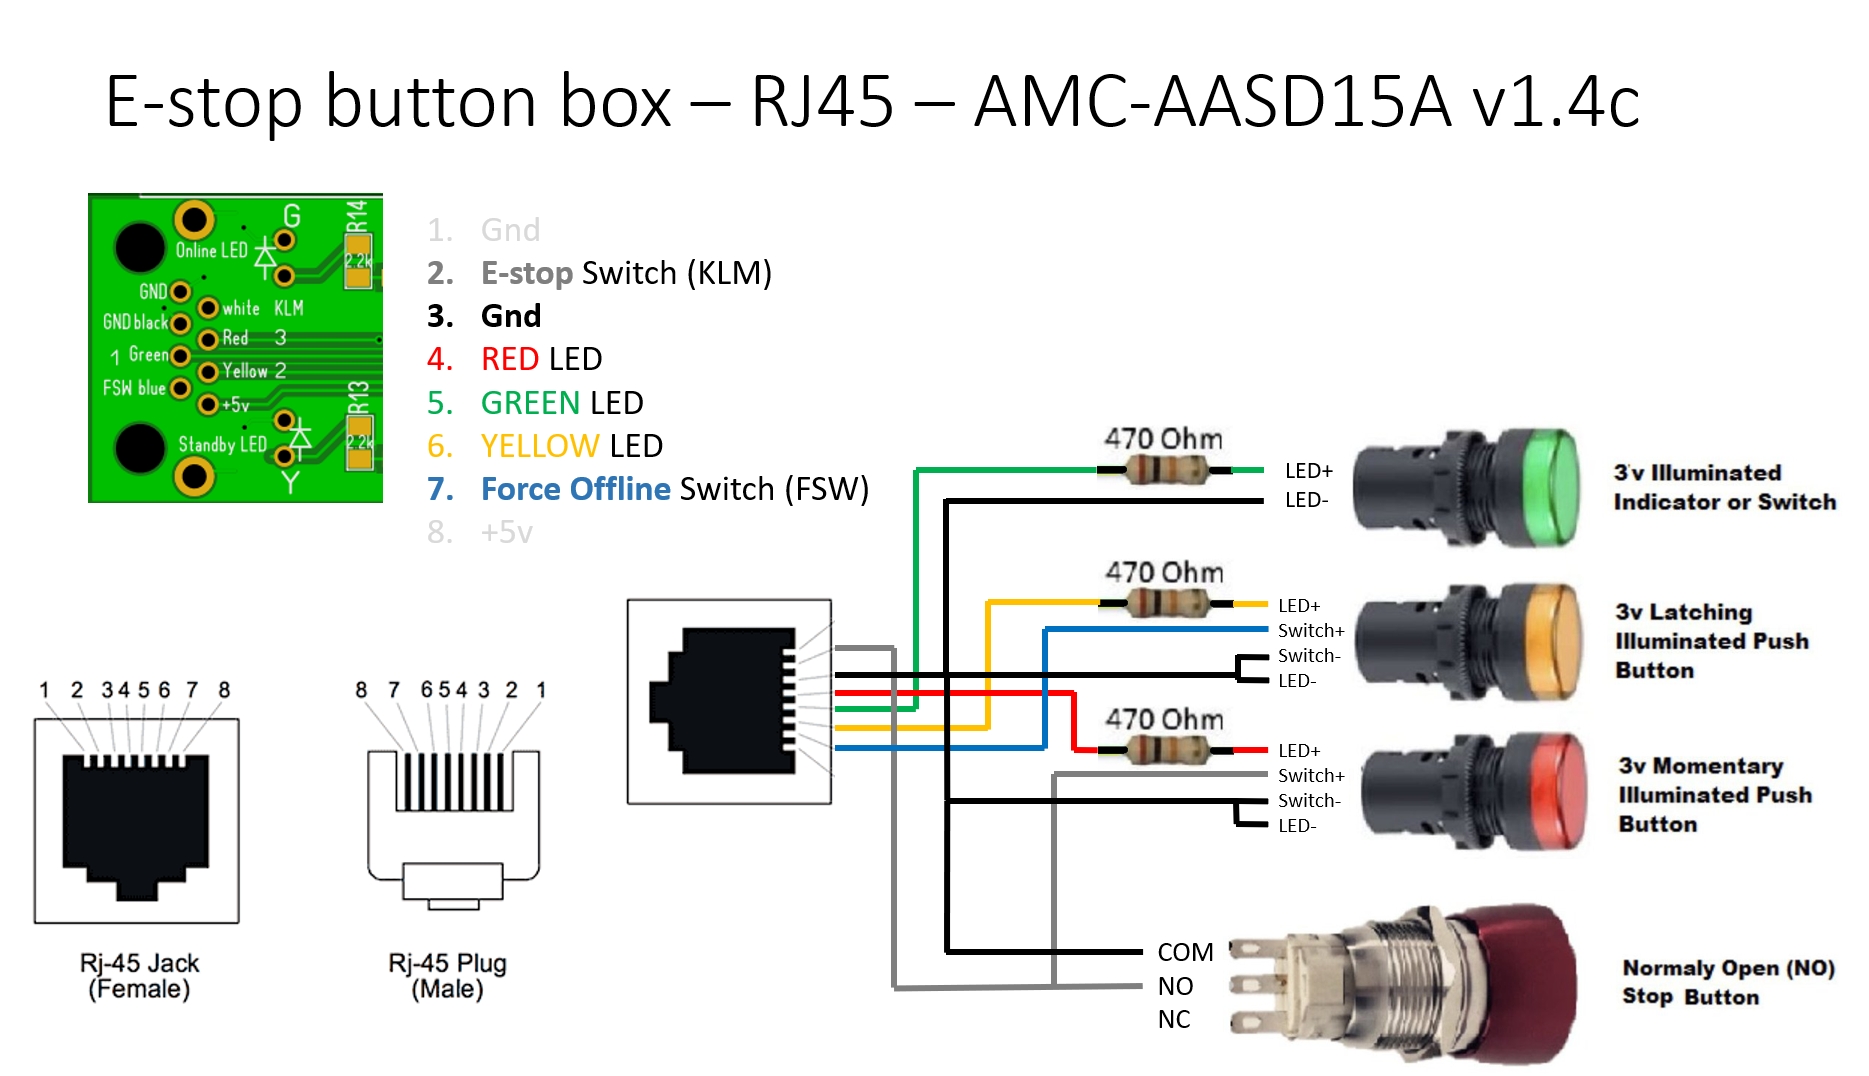 E-stop button box – RJ45 – AMC-AASD15A v1.4c
G
R14
Online LED
2.2k
GND
white KLM
GND black
Red 3
1 Green
Yellow 2
FSW blue
+5v
R13
Standby LED
2.2k
Y
1. Gnd
2. E-stop Switch (KLM)
3. Gnd
4. RED LED
5. GREEN LED
6. YELLOW LED
7. Force Offline Switch (FSW)
8. +5v
470 Ohm
LED+
LED-
3v Illuminated
Indicator or Switch
470 Ohm
LED+
Switch+
Switch-
LED-
3v Latching
Illuminated Push
Button
470 Ohm
LED+
Switch+
Switch-
LED-
3v Momentary
Illuminated Push
Button
COM
NO
NC
Normaly Open (NO)
Stop Button
1 2 3 4 5 6 7 8
Rj-45 Jack
(Female)
8 7 6 5 4 3 2 1
Rj-45 Plug
(Male)